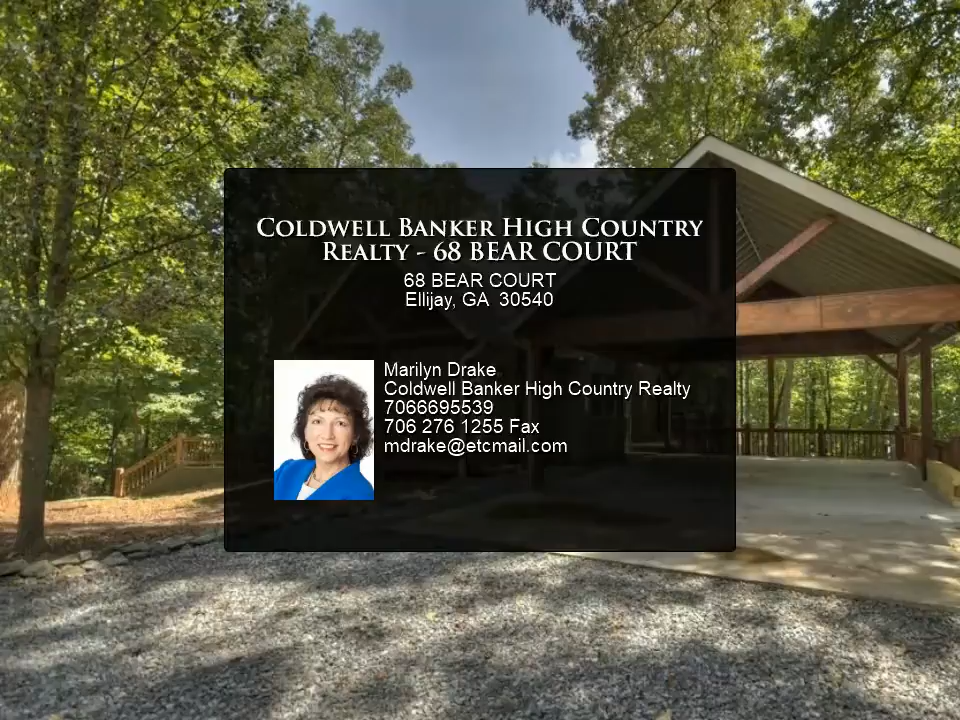 Coldwell Banker High Country
Realty - 68 BEAR COURT
68 BEAR COURT
Ellijay, GA  30540
Marilyn Drake
Coldwell Banker High Country Realty
7066695539
706 276 1255 Fax
mdrake@etcmail.com